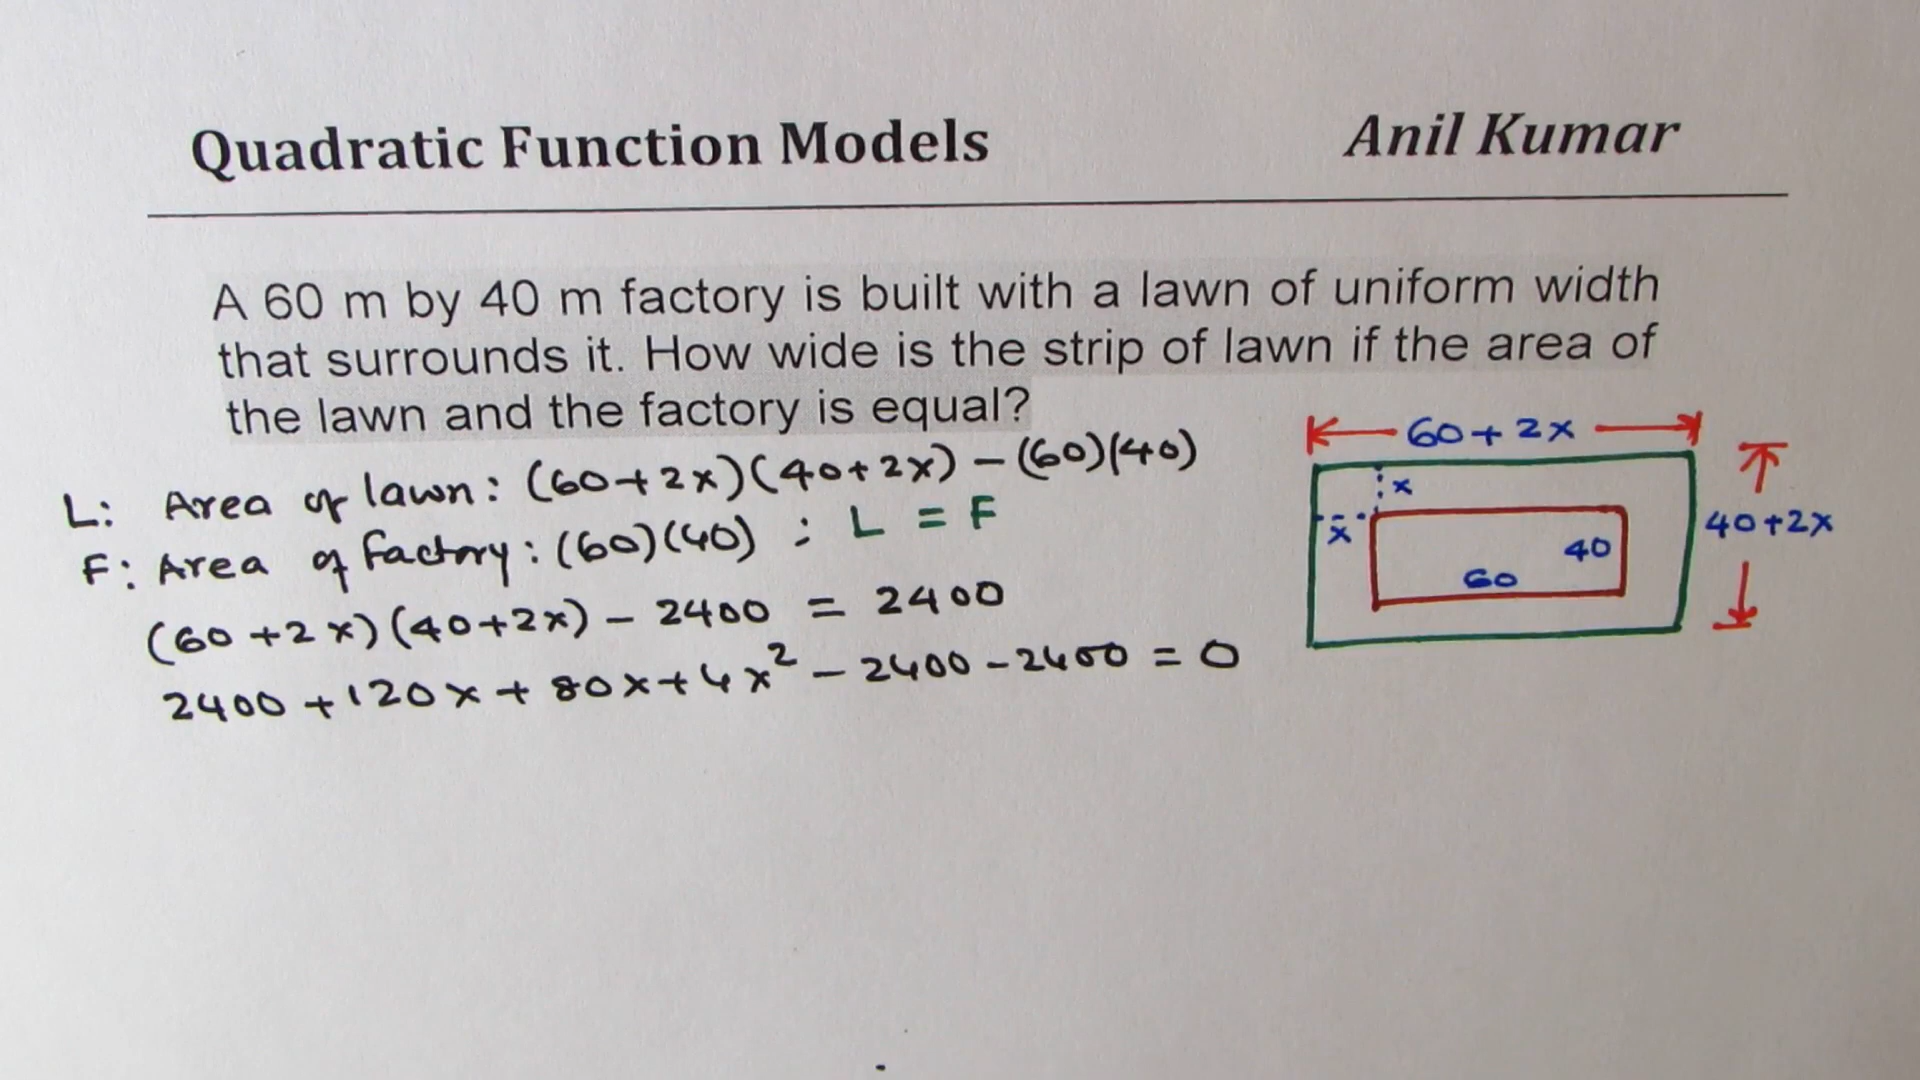 Quadratic Function Models
Anil Kumar
A 60 m by 40 m factory is built with a lawn of uniform width
that surrounds it. How wide is the strip of lawn if the area of
the lawn and the factory is equal?
L: Area of lawn: (60+2x)(40+2x) - (60)(40)
F: Area of factory: (60)(40) ; L = F
(60+2x)(40+2x) - 2400 = 2400
2400 + 120x + 80x + 4x² - 2400 - 2400 = 0
60+2x
x
x
40+2x
40
60